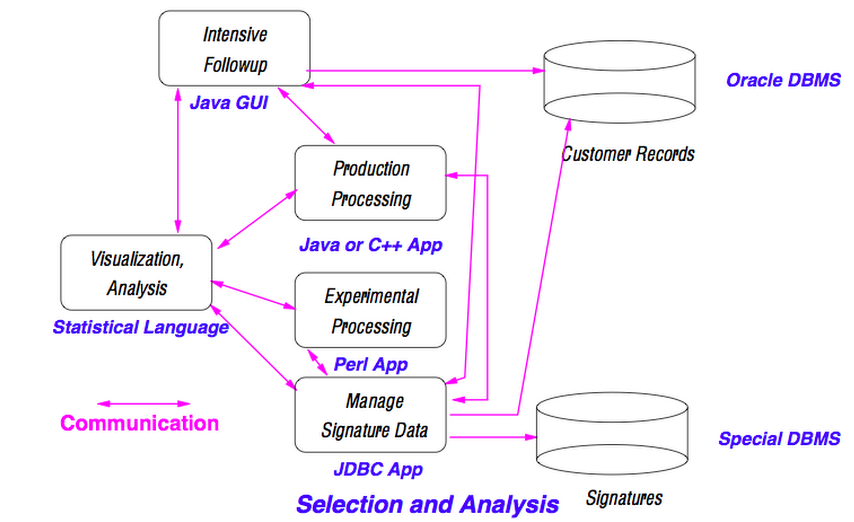 Intensive
Followup
Java GUI
Oracle DBMS
Customer Records
Production
Processing
Java or C++ App
Visualization,
Analysis
Statistical Language
Experimental
Processing
Perl App
Manage
Signature Data
JDBC App
Communication
Special DBMS
Signatures
Selection and Analysis